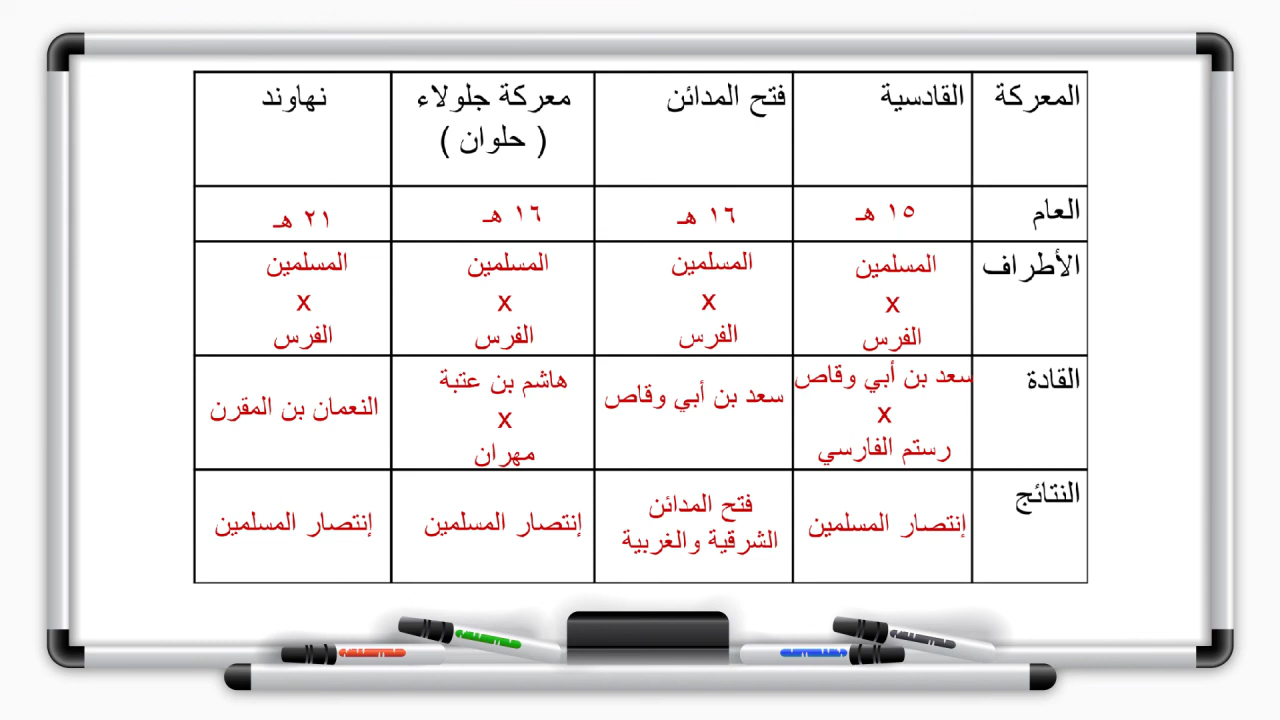 المعركة
القادسية
فتح المدائن
معركة جلولاء
( حلوان )
نهاوند
العام
١٥ هـ
١٦ هـ
١٦ هـ
٢١ هـ
الأطراف
المسلمين
x
الفرس
المسلمين
x
الفرس
المسلمين
x
الفرس
المسلمين
x
الفرس
القادة
سعد بن أبي وقاص
x
رستم الفارسي
سعد بن أبي وقاص
هاشم بن عتبة
x
مهران
النعمان بن المقرن
النتائج
إنتصار المسلمين
فتح المدائن
الشرقية والغربية
إنتصار المسلمين
إنتصار المسلمين